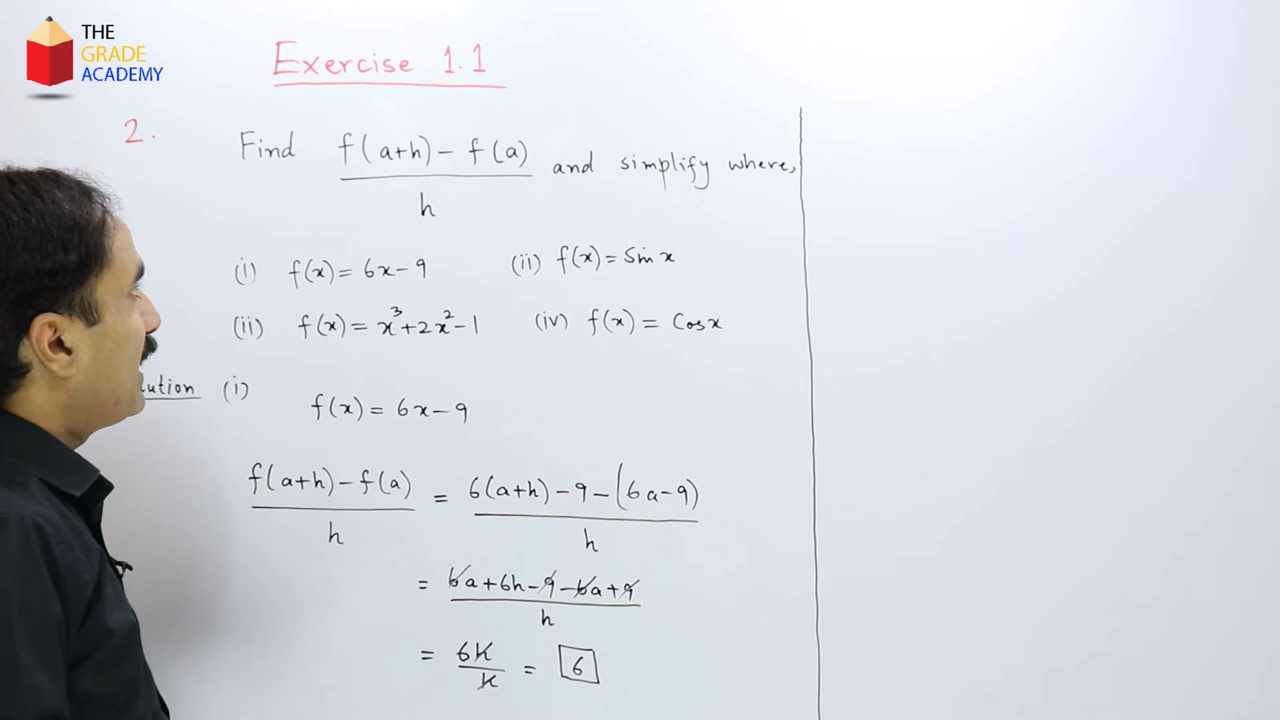 THE
GRADE
ACADEMY
Exercise 1.1
2. Find f(a+h) - f(a) / h and simplify where,
(i) f(x) = 6x - 9 (ii) f(x) = Sin x
(ii) f(x) = x³ + 2x² - 1 (iv) f(x) = Cos x
(i)
f(x) = 6x - 9
f(a+h) - f(a) / h = 6(a+h) - 9 - (6a - 9) / h
= 6a + 6h - 9 - 6a + 9 / h
= 6h / h = 6